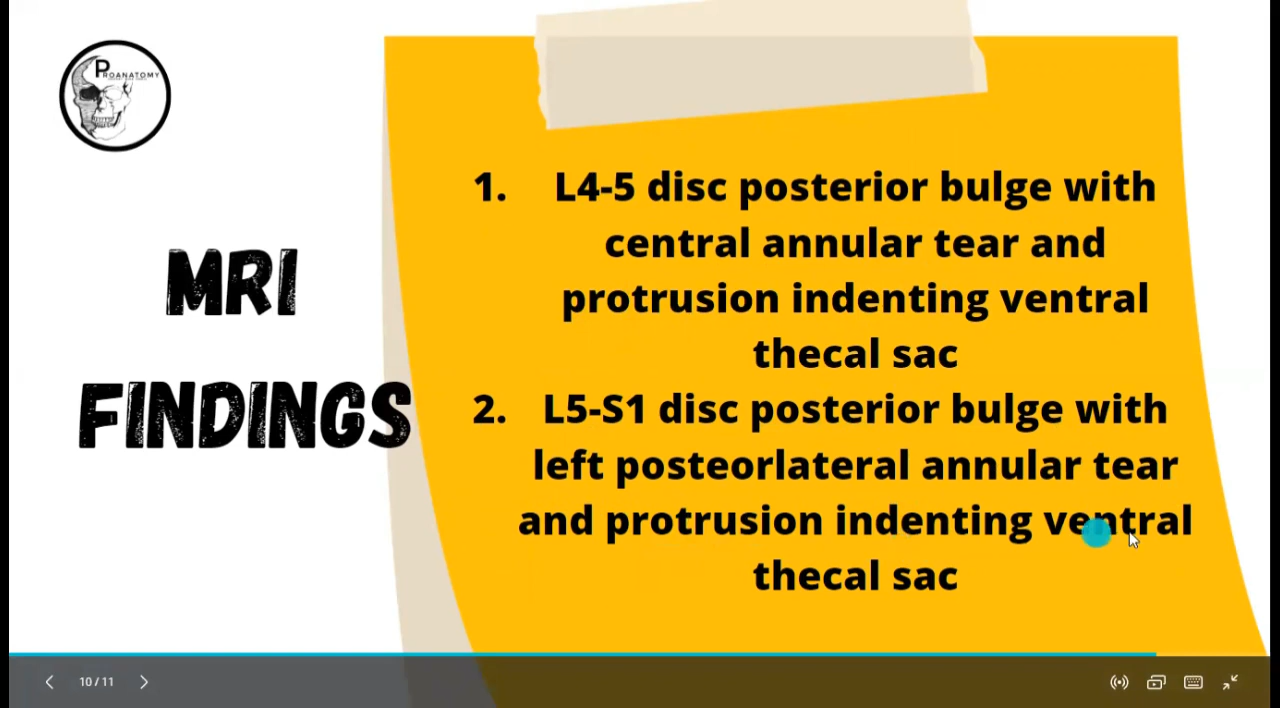 PROANATOMY
MRI
FINDINGS
1. L4-5 disc posterior bulge with
central annular tear and
protrusion indenting ventral
thecal sac
2. L5-S1 disc posterior bulge with
left posteorlateral annular tear
and protrusion indenting ventral
thecal sac
10 / 11